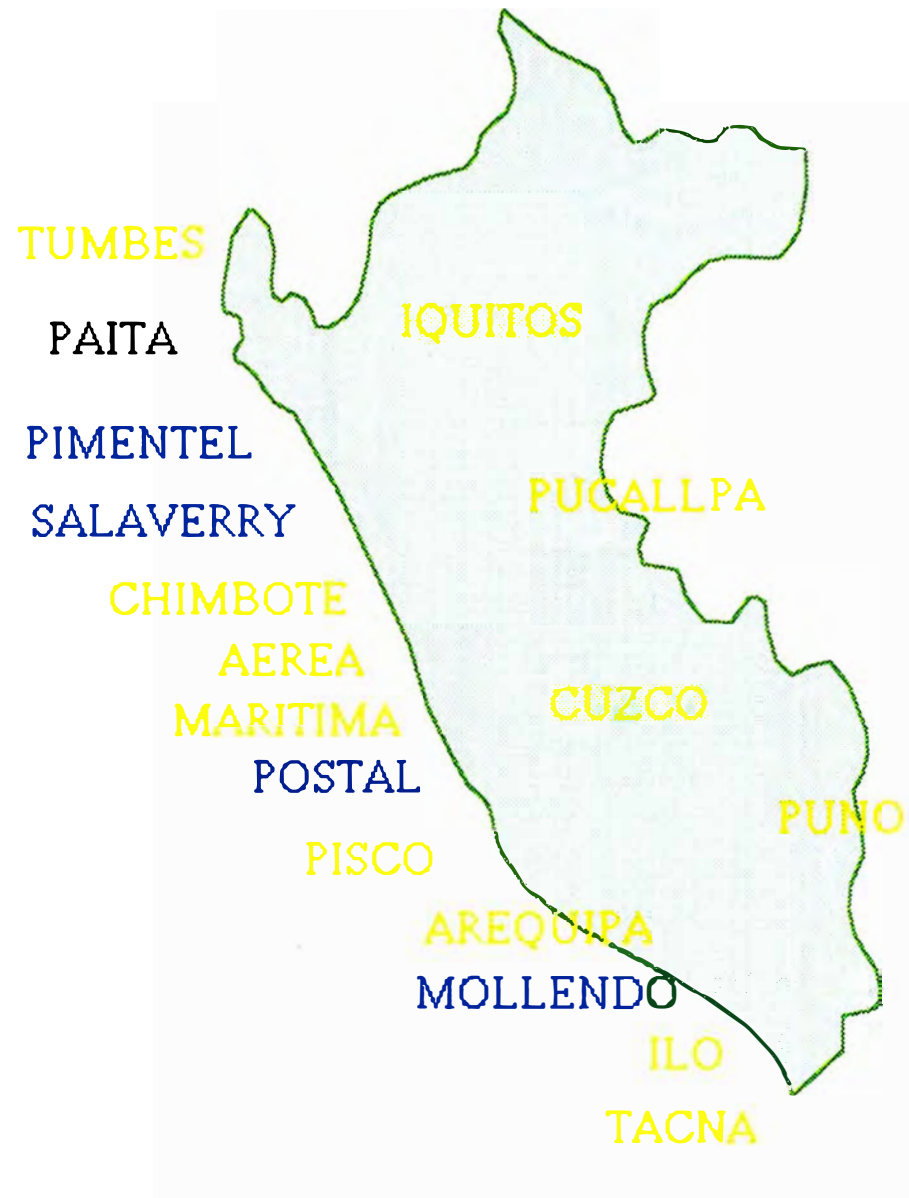 TUMBES
IQUITOS
PAITA
PIMENTEL
PUCALLPA
SALAVERRY
CHIMBOTE
AEREA
MARITIMA
CUZCO
POSTAL
PUNO
PISCO
AREQUIPA
MOLLENDO
ILO
TACNA